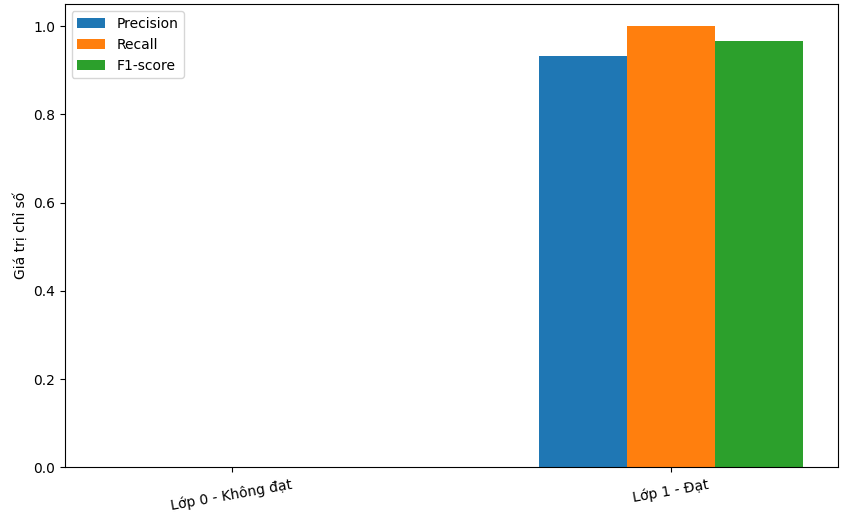 Precision
Recall
F1-score
Giá trị chỉ số
1.0
0.8
0.6
0.4
0.2
0.0
Lớp 0 - Không đạt
Lớp 1 - Đạt